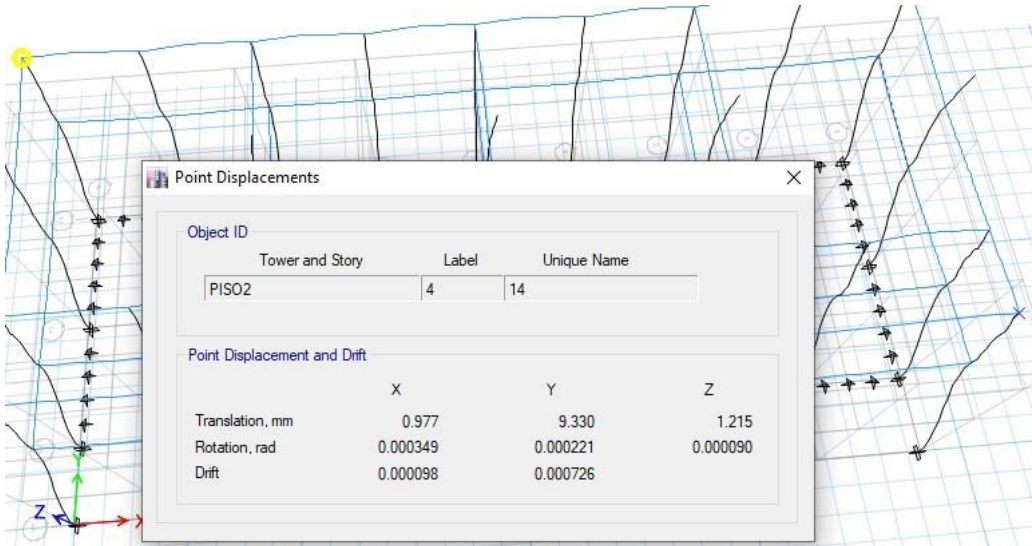 Point Displacements
Object ID
Tower and Story Label Unique Name
PISO2 4 14
Point Displacement and Drift
X Y Z
Translation, mm 0.977 9.330 1.215
Rotation, rad 0.000349 0.000221 0.000090
Drift 0.000098 0.000726
Y
Z X